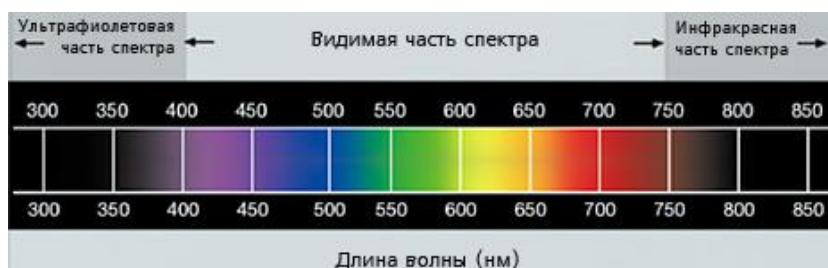 Ультрафиолетовая
часть спектра
Видимая часть спектра
Инфракрасная
часть спектра
300 350 400 450 500 550 600 650 700 750 800 850
300 350 400 450 500 550 600 650 700 750 800 850
Длина волны (нм)